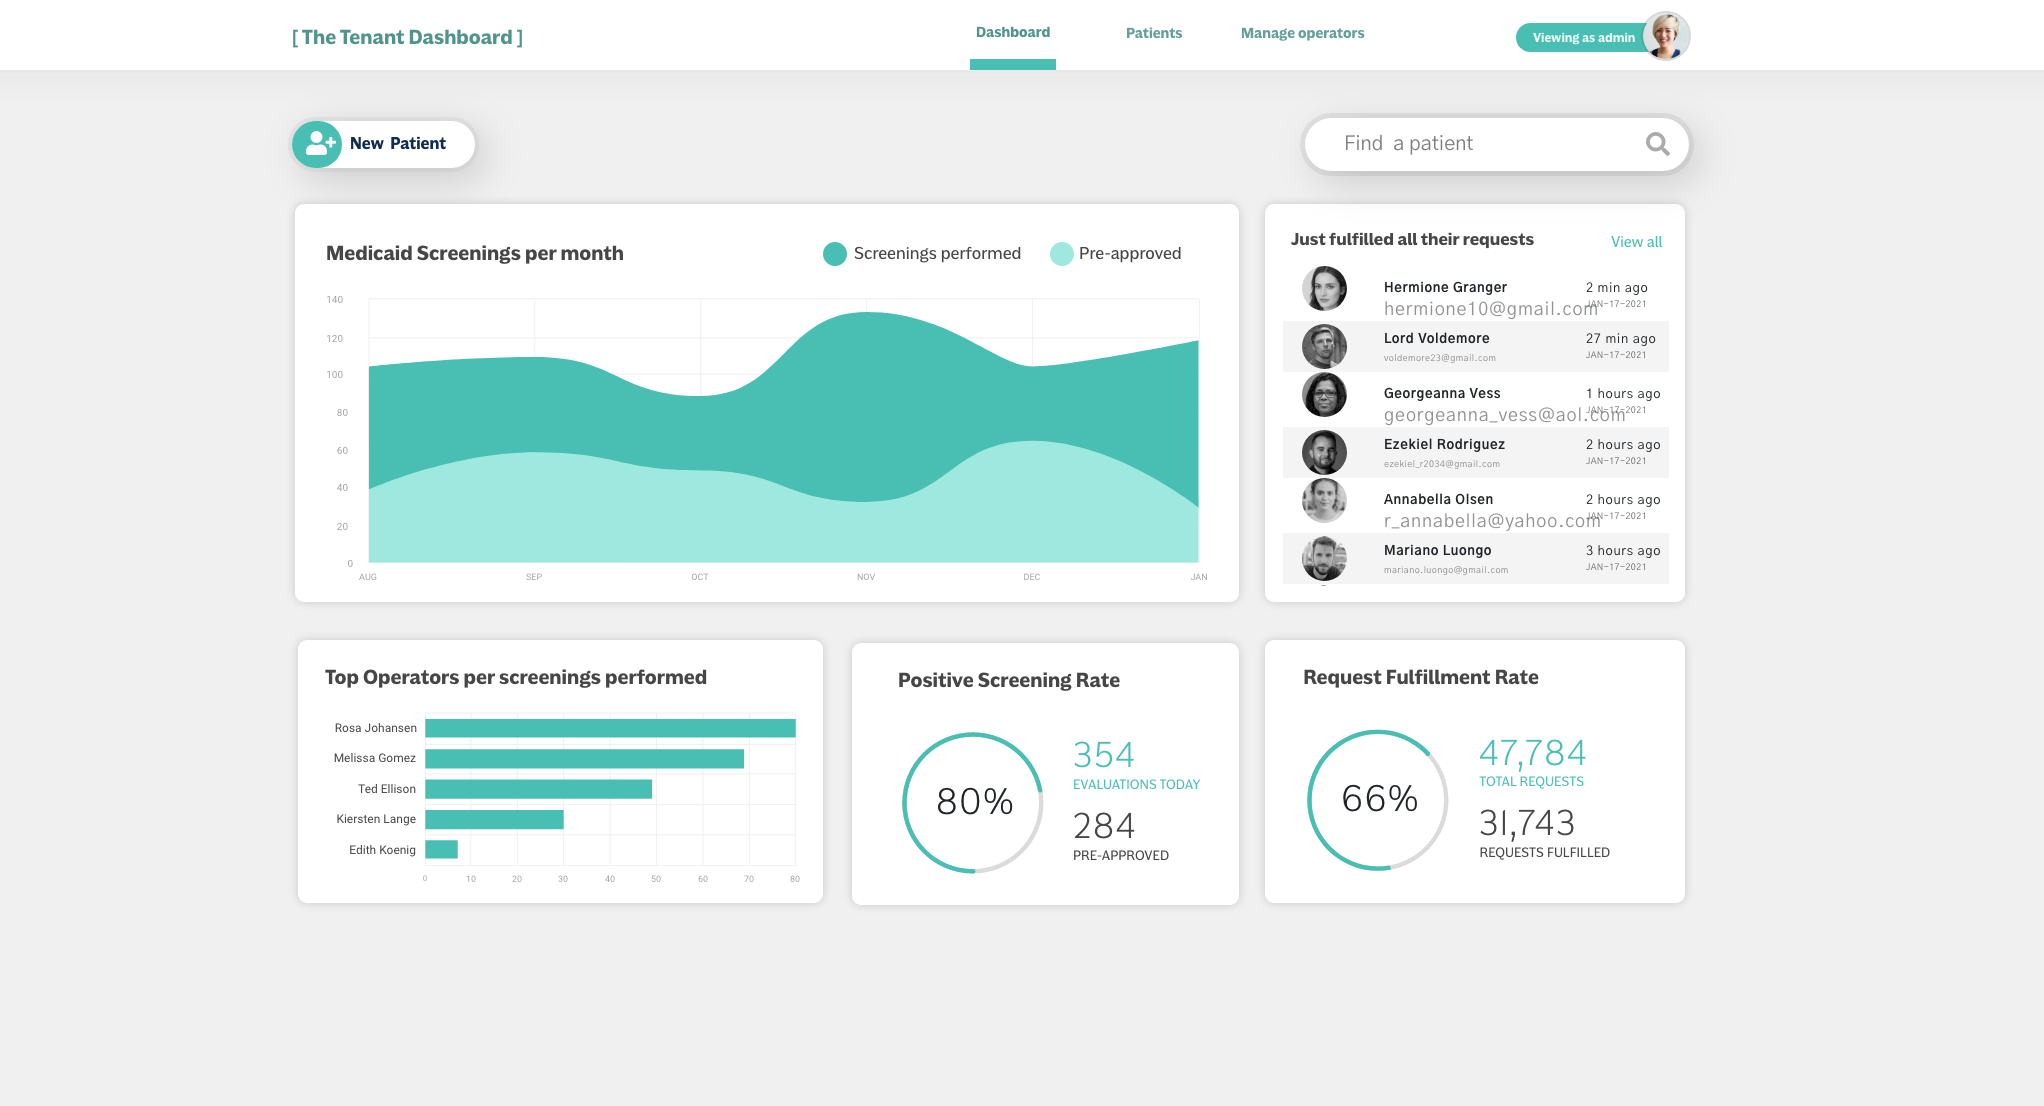 [ The Tenant Dashboard ]
Dashboard
Patients
Manage operators
Viewing as admin
New Patient
Find a patient
Medicaid Screenings per month
Screenings performed
Pre-approved
140
120
100
80
60
40
20
0
AUG SEP OCT NOV DEC JAN
Just fulfilled all their requests
View all
Hermione Granger
2 min ago
hermione10@gmail.com
JAN-17-2021
Lord Voldemore
27 min ago
voldemore23@gmail.com
JAN-17-2021
Georgeanna Vess
1 hours ago
georgeanna_vess@aol.com
JAN-17-2021
Ezekiel Rodriguez
2 hours ago
ezekiel_r2034@gmail.com
JAN-17-2021
Annabella Olsen
2 hours ago
r_annabella@yahoo.com
JAN-17-2021
Mariano Luongo
3 hours ago
mariano.luongo@gmail.com
JAN-17-2021
Top Operators per screenings performed
Rosa Johansen
Melissa Gomez
Ted Ellison
Kiersten Lange
Edith Koenig
0 10 20 30 40 50 60 70 80
Positive Screening Rate
80%
354
EVALUATIONS TODAY
284
PRE-APPROVED
Request Fulfillment Rate
66%
47,784
TOTAL REQUESTS
31,743
REQUESTS FULFILLED